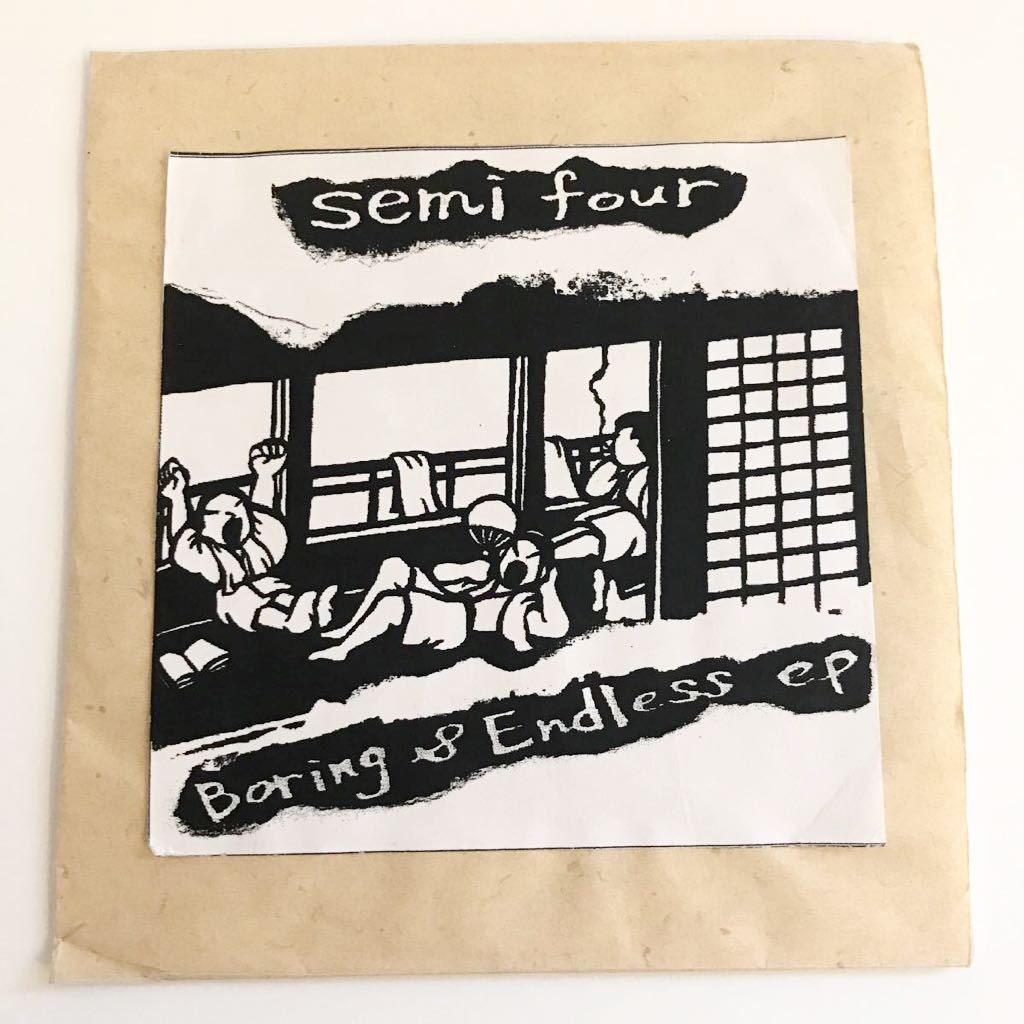 semi four
Boring & Endless ep